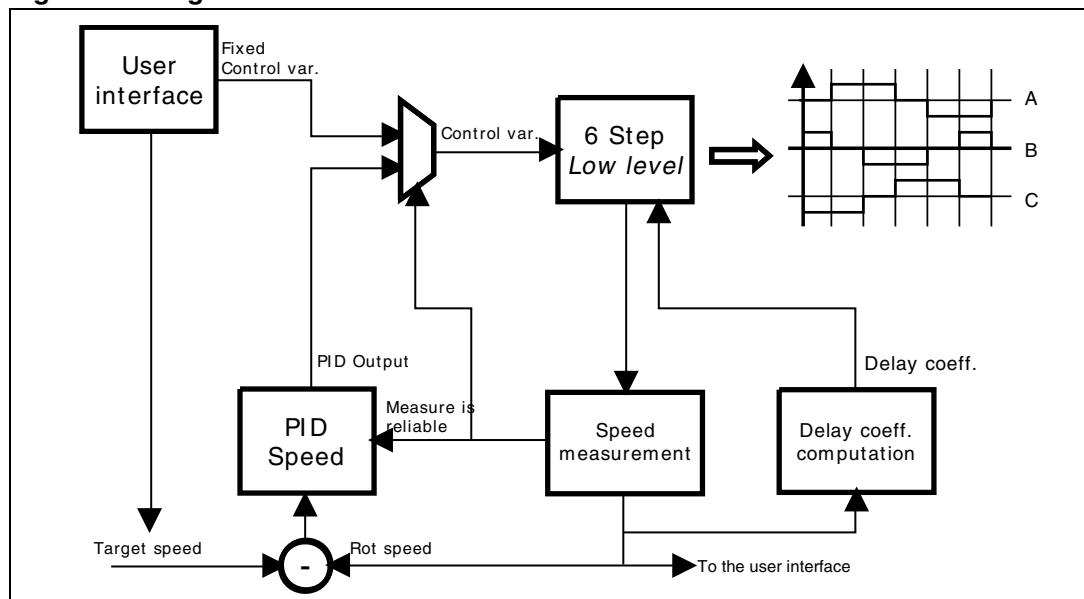 User
interface
Fixed
Control var.
Control var.
6 Step
Low level
A
B
C
PID Output
Delay coeff.
Measure is
reliable
PID
Speed
Speed
measurement
Delay coeff.
computation
Target speed
-
Rot speed
To the user interface